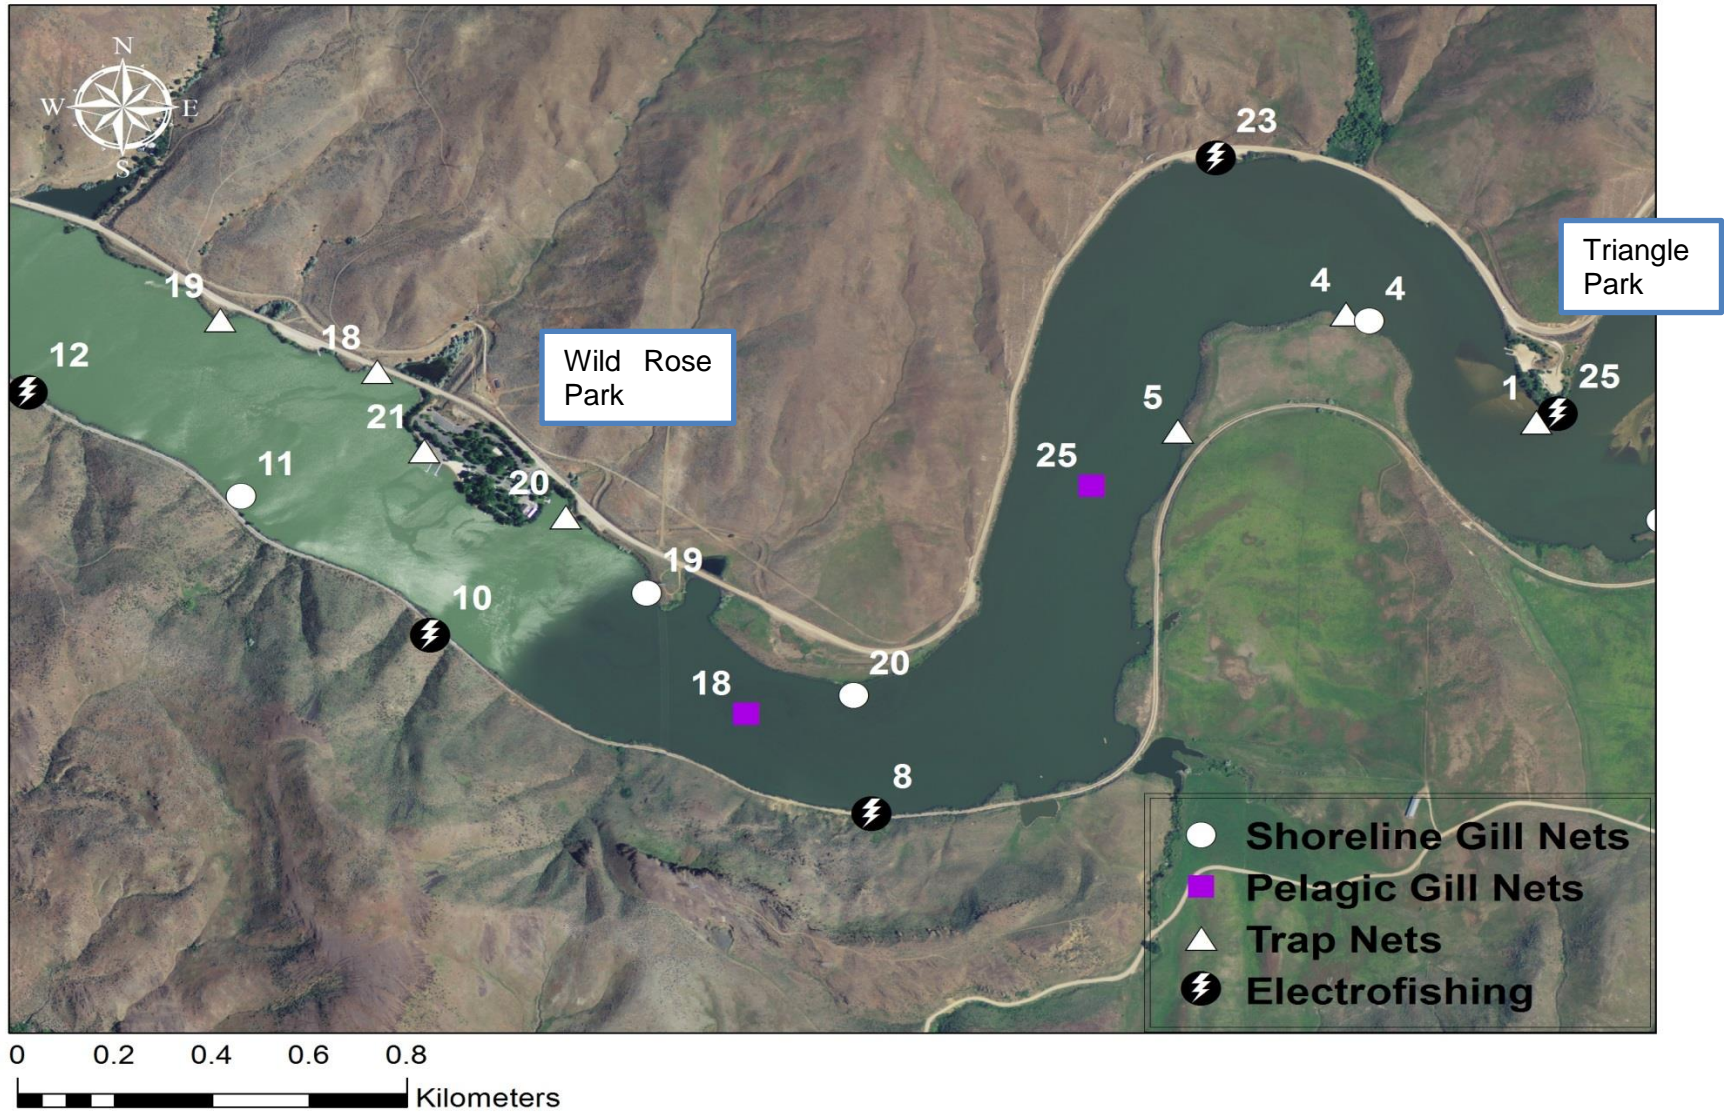 N
W E
S
23
Triangle
Park
19
4 4
18
12
Wild Rose
Park
1 25
21
5
11
25
20
19
10
20
18
8
Shoreline Gill Nets
Pelagic Gill Nets
Trap Nets
Electrofishing
0 0.2 0.4 0.6 0.8
Kilometers